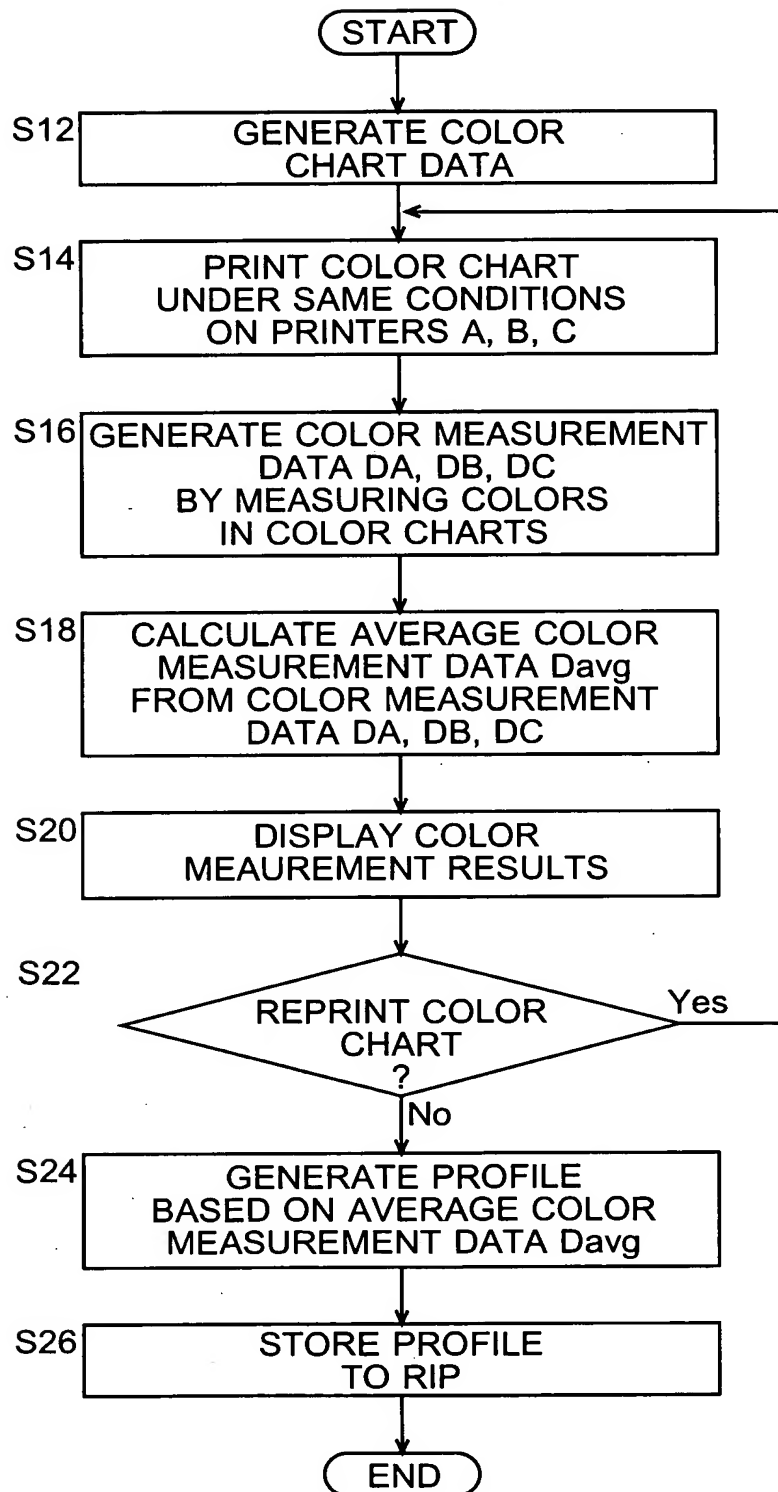 START
S12
GENERATE COLOR
CHART DATA
S14
PRINT COLOR CHART
UNDER SAME CONDITIONS
ON PRINTERS A, B, C
S16
GENERATE COLOR MEASUREMENT
DATA DA, DB, DC
BY MEASURING COLORS
IN COLOR CHARTS
S18
CALCULATE AVERAGE COLOR
MEASUREMENT DATA Davg
FROM COLOR MEASUREMENT
DATA DA, DB, DC
S20
DISPLAY COLOR
MEAUREMENT RESULTS
S22
REPRINT COLOR
CHART
?
Yes
No
S24
GENERATE PROFILE
BASED ON AVERAGE COLOR
MEASUREMENT DATA Davg
S26
STORE PROFILE
TO RIP
END